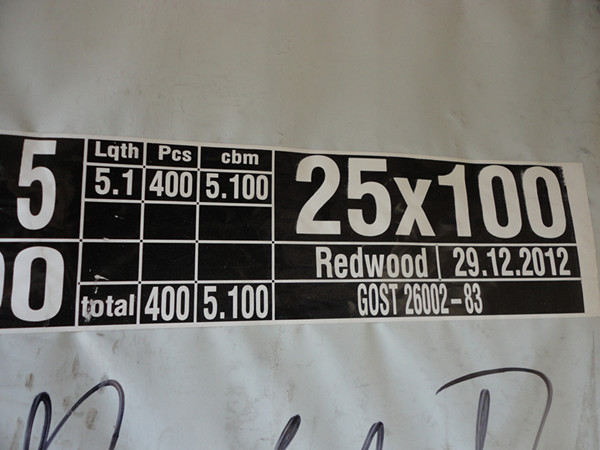 5
Lqth Pcs cbm
5.1 400 5.100
25x100
Redwood 29.12.2012
00
total 400 5.100
GOST 26002-83